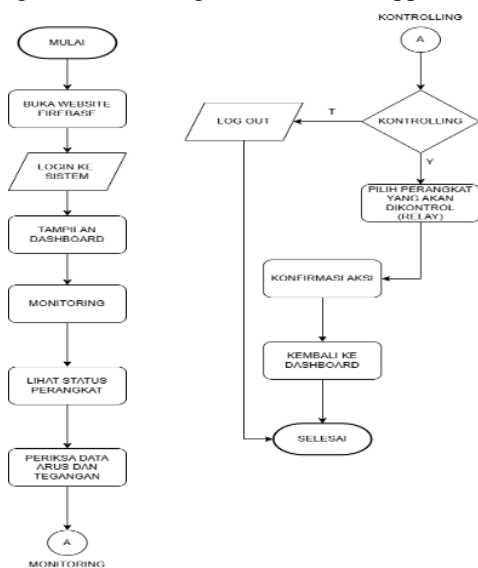 MULAI
BUKA WEBSITE
FIREBASE
LOGIN KE
SISTEM
TAMPILAN
DASHBOARD
MONITORING
LIHAT STATUS
PERANGKAT
PERIKSA DATA
ARUS DAN
TEGANGAN
A
MONITORING
KONTROLLING
A
KONTROLLING
T
LOG OUT
Y
PILIH PERANGKAT
YANG AKAN
DIKONTROL
(RELAY)
KONFIRMASI AKSI
KEMBALI KE
DASHBOARD
SELESAI